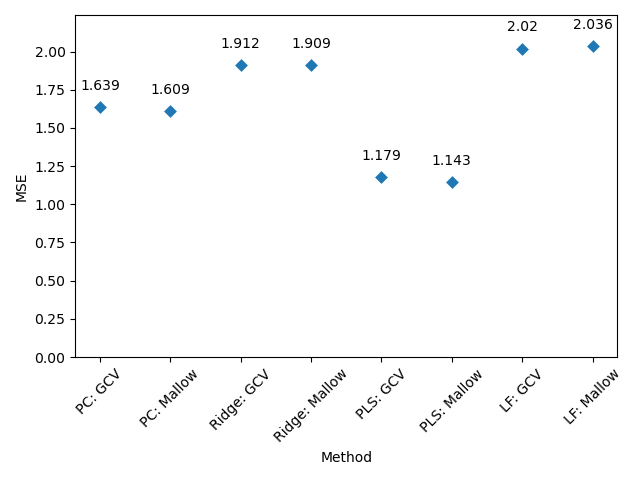 MSE
2.00
1.75
1.50
1.25
1.00
0.75
0.50
0.25
0.00
1.639
1.609
1.912
1.909
1.179
1.143
2.02
2.036
PC: GCV
PC: Mallow
Ridge: GCV
Ridge: Mallow
PLS: GCV
PLS: Mallow
LF: GCV
LF: Mallow
Method